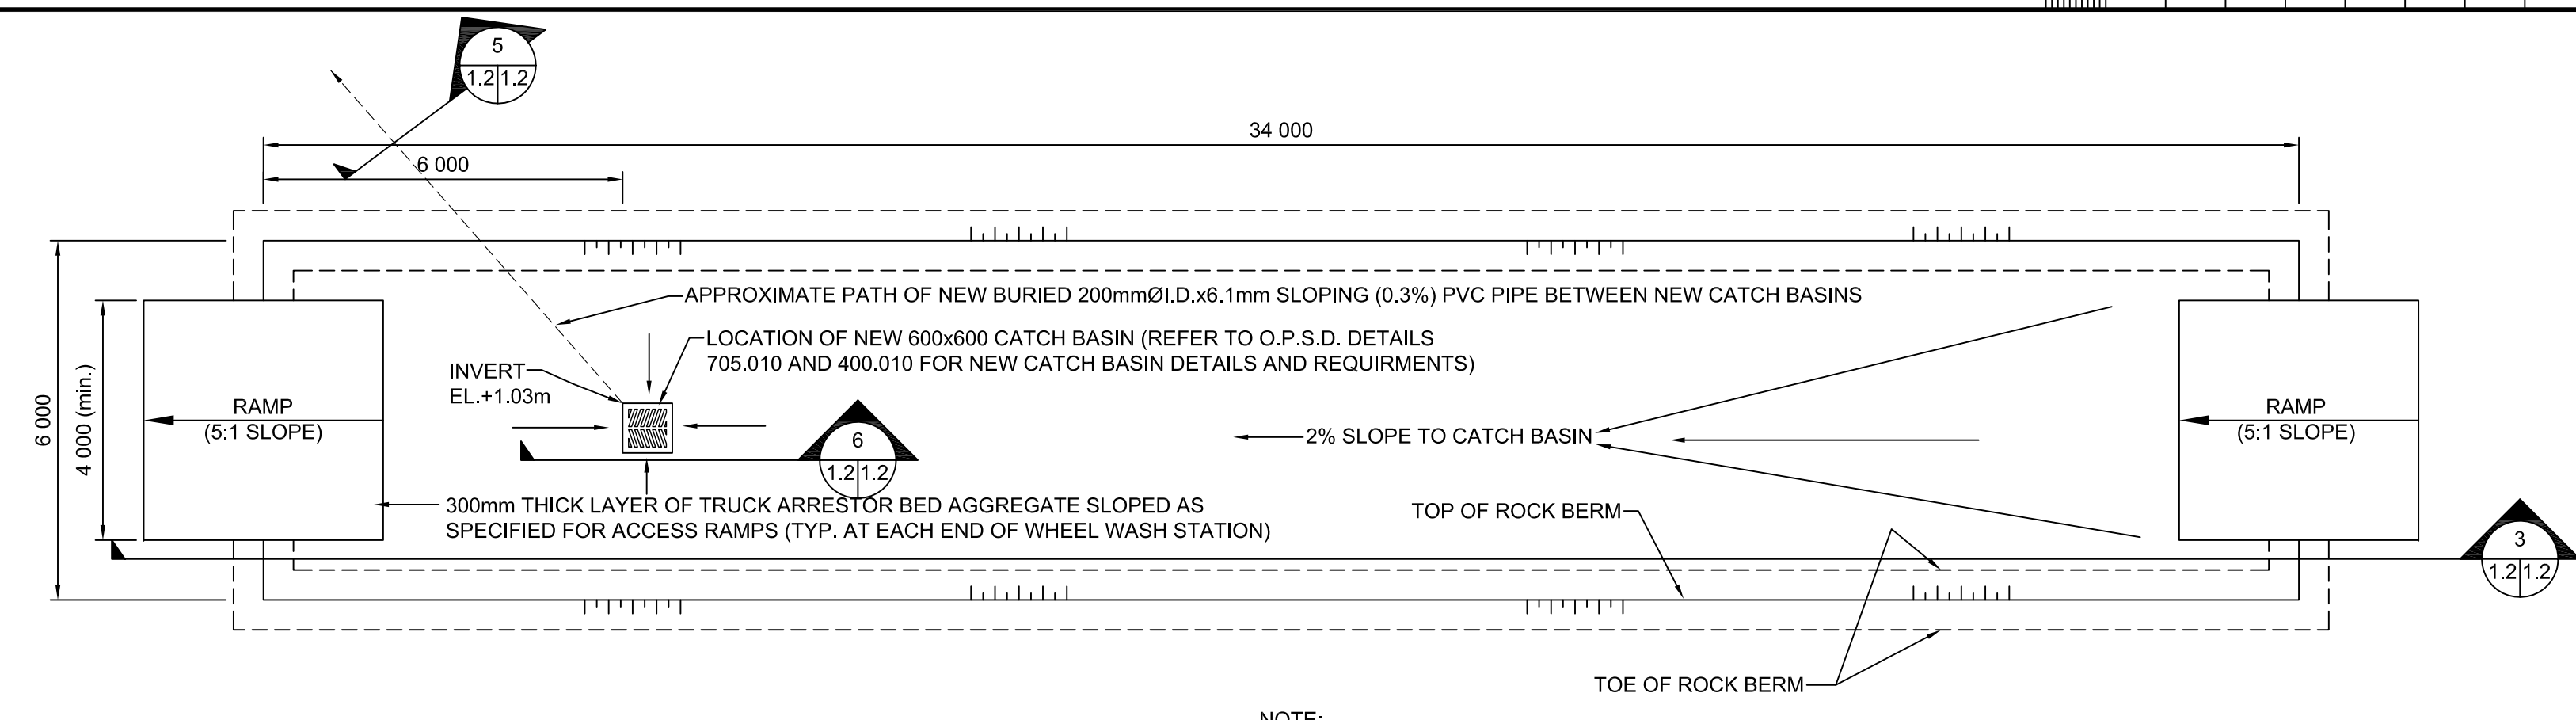 5
1.2 1.2
34 000
6 000
APPROXIMATE PATH OF NEW BURIED 200mmØI.D.x6.1mm SLOPING (0.3%) PVC PIPE BETWEEN NEW CATCH BASINS
LOCATION OF NEW 600x600 CATCH BASIN (REFER TO O.P.S.D. DETAILS
705.010 AND 400.010 FOR NEW CATCH BASIN DETAILS AND REQUIRMENTS)
INVERT
EL.+1.03m
6 000
4 000 (min.)
RAMP
(5:1 SLOPE)
6
1.2 1.2
2% SLOPE TO CATCH BASIN
RAMP
(5:1 SLOPE)
300mm THICK LAYER OF TRUCK ARRESTOR BED AGGREGATE SLOPED AS
SPECIFIED FOR ACCESS RAMPS (TYP. AT EACH END OF WHEEL WASH STATION)
TOP OF ROCK BERM
3
1.2 1.2
TOE OF ROCK BERM
NOTE: